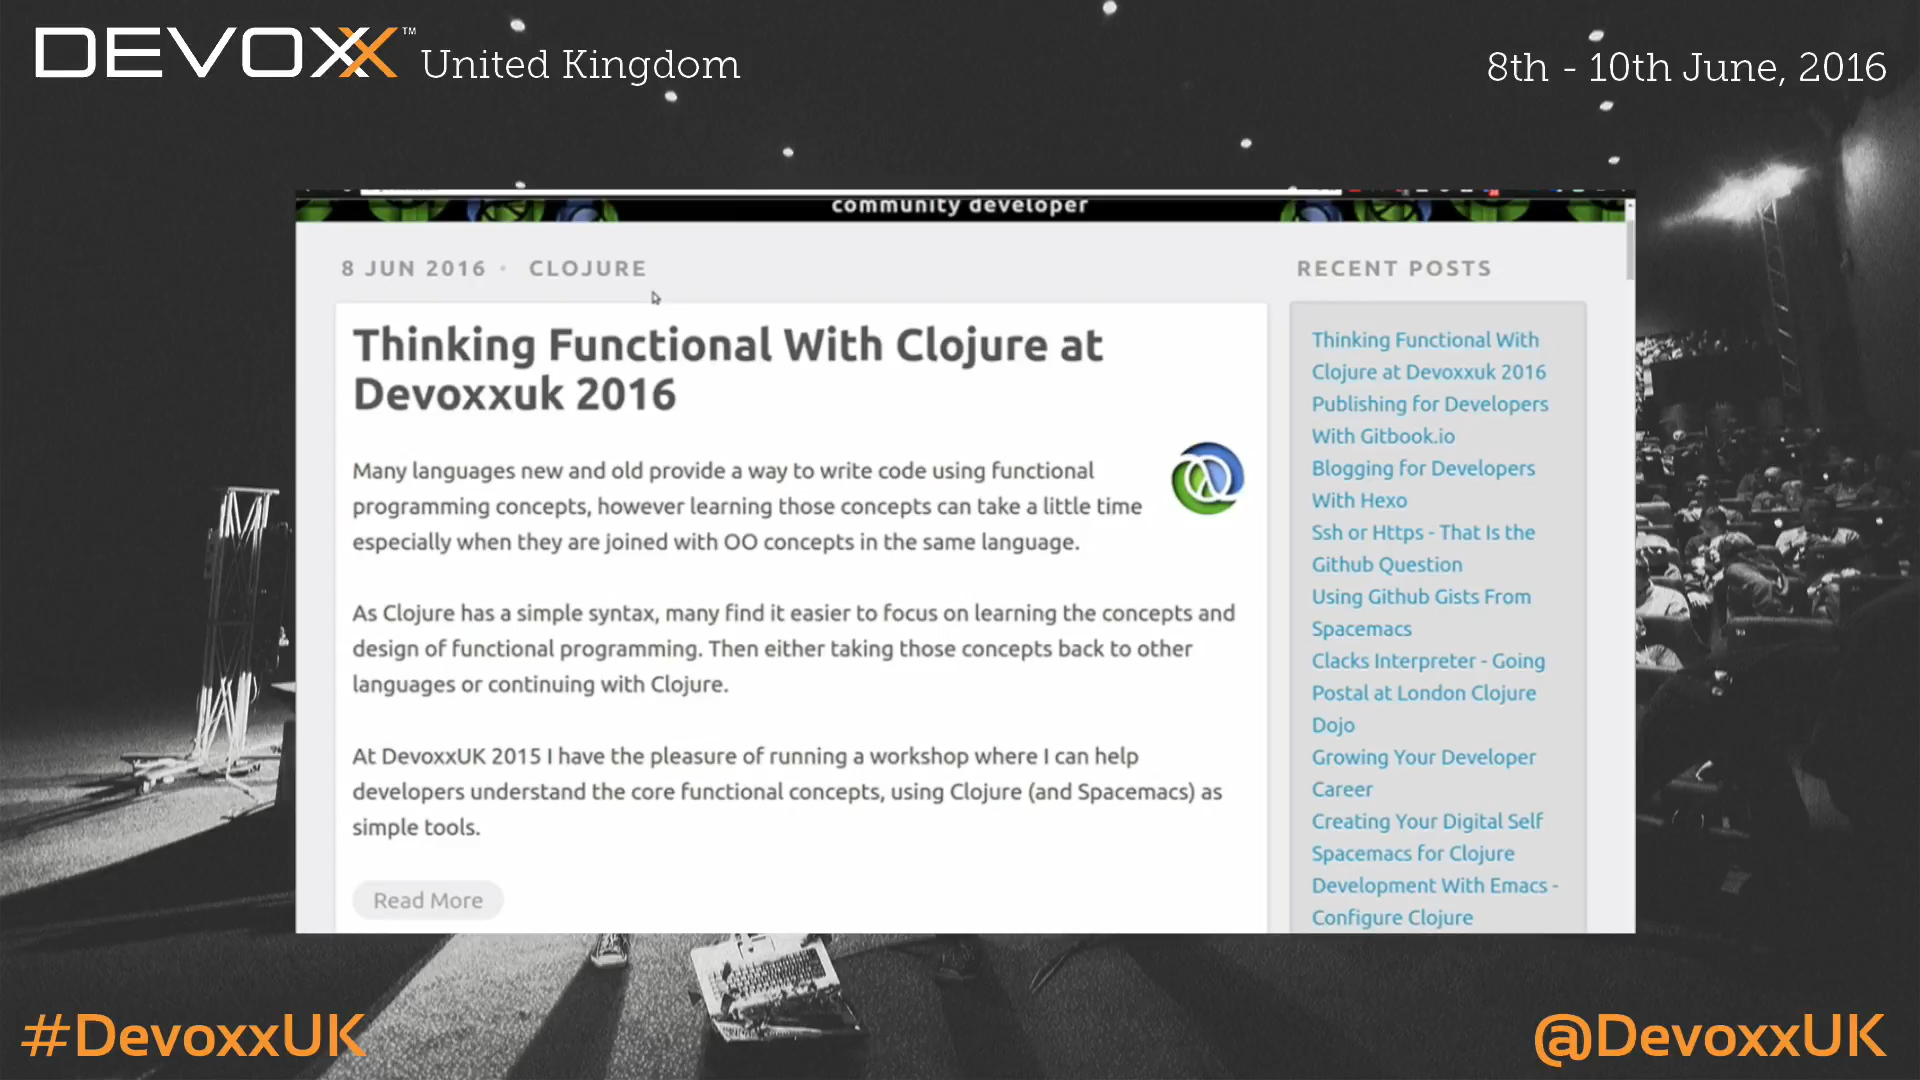 DEVOXX™ United Kingdom
8th - 10th June, 2016
community developer
8 JUN 2016 • CLOJURE
Thinking Functional With Clojure at
Devoxxuk 2016
Many languages new and old provide a way to write code using functional
programming concepts, however learning those concepts can take a little time
especially when they are joined with OO concepts in the same language.
As Clojure has a simple syntax, many find it easier to focus on learning the concepts and
design of functional programming. Then either taking those concepts back to other
languages or continuing with Clojure.
At DevoxxUK 2015 I have the pleasure of running a workshop where I can help
developers understand the core functional concepts, using Clojure (and Spacemacs) as
simple tools.
Read More
RECENT POSTS
Thinking Functional With
Clojure at Devoxxuk 2016
Publishing for Developers
With Gitbook.io
Blogging for Developers
With Hexo
Ssh or Https - That Is the
Github Question
Using Github Gists From
Spacemacs
Clacks Interpreter - Going
Postal at London Clojure
Dojo
Growing Your Developer
Career
Creating Your Digital Self
Spacemacs for Clojure
Development With Emacs -
Configure Clojure
#DevoxxUK
@DevoxxUK